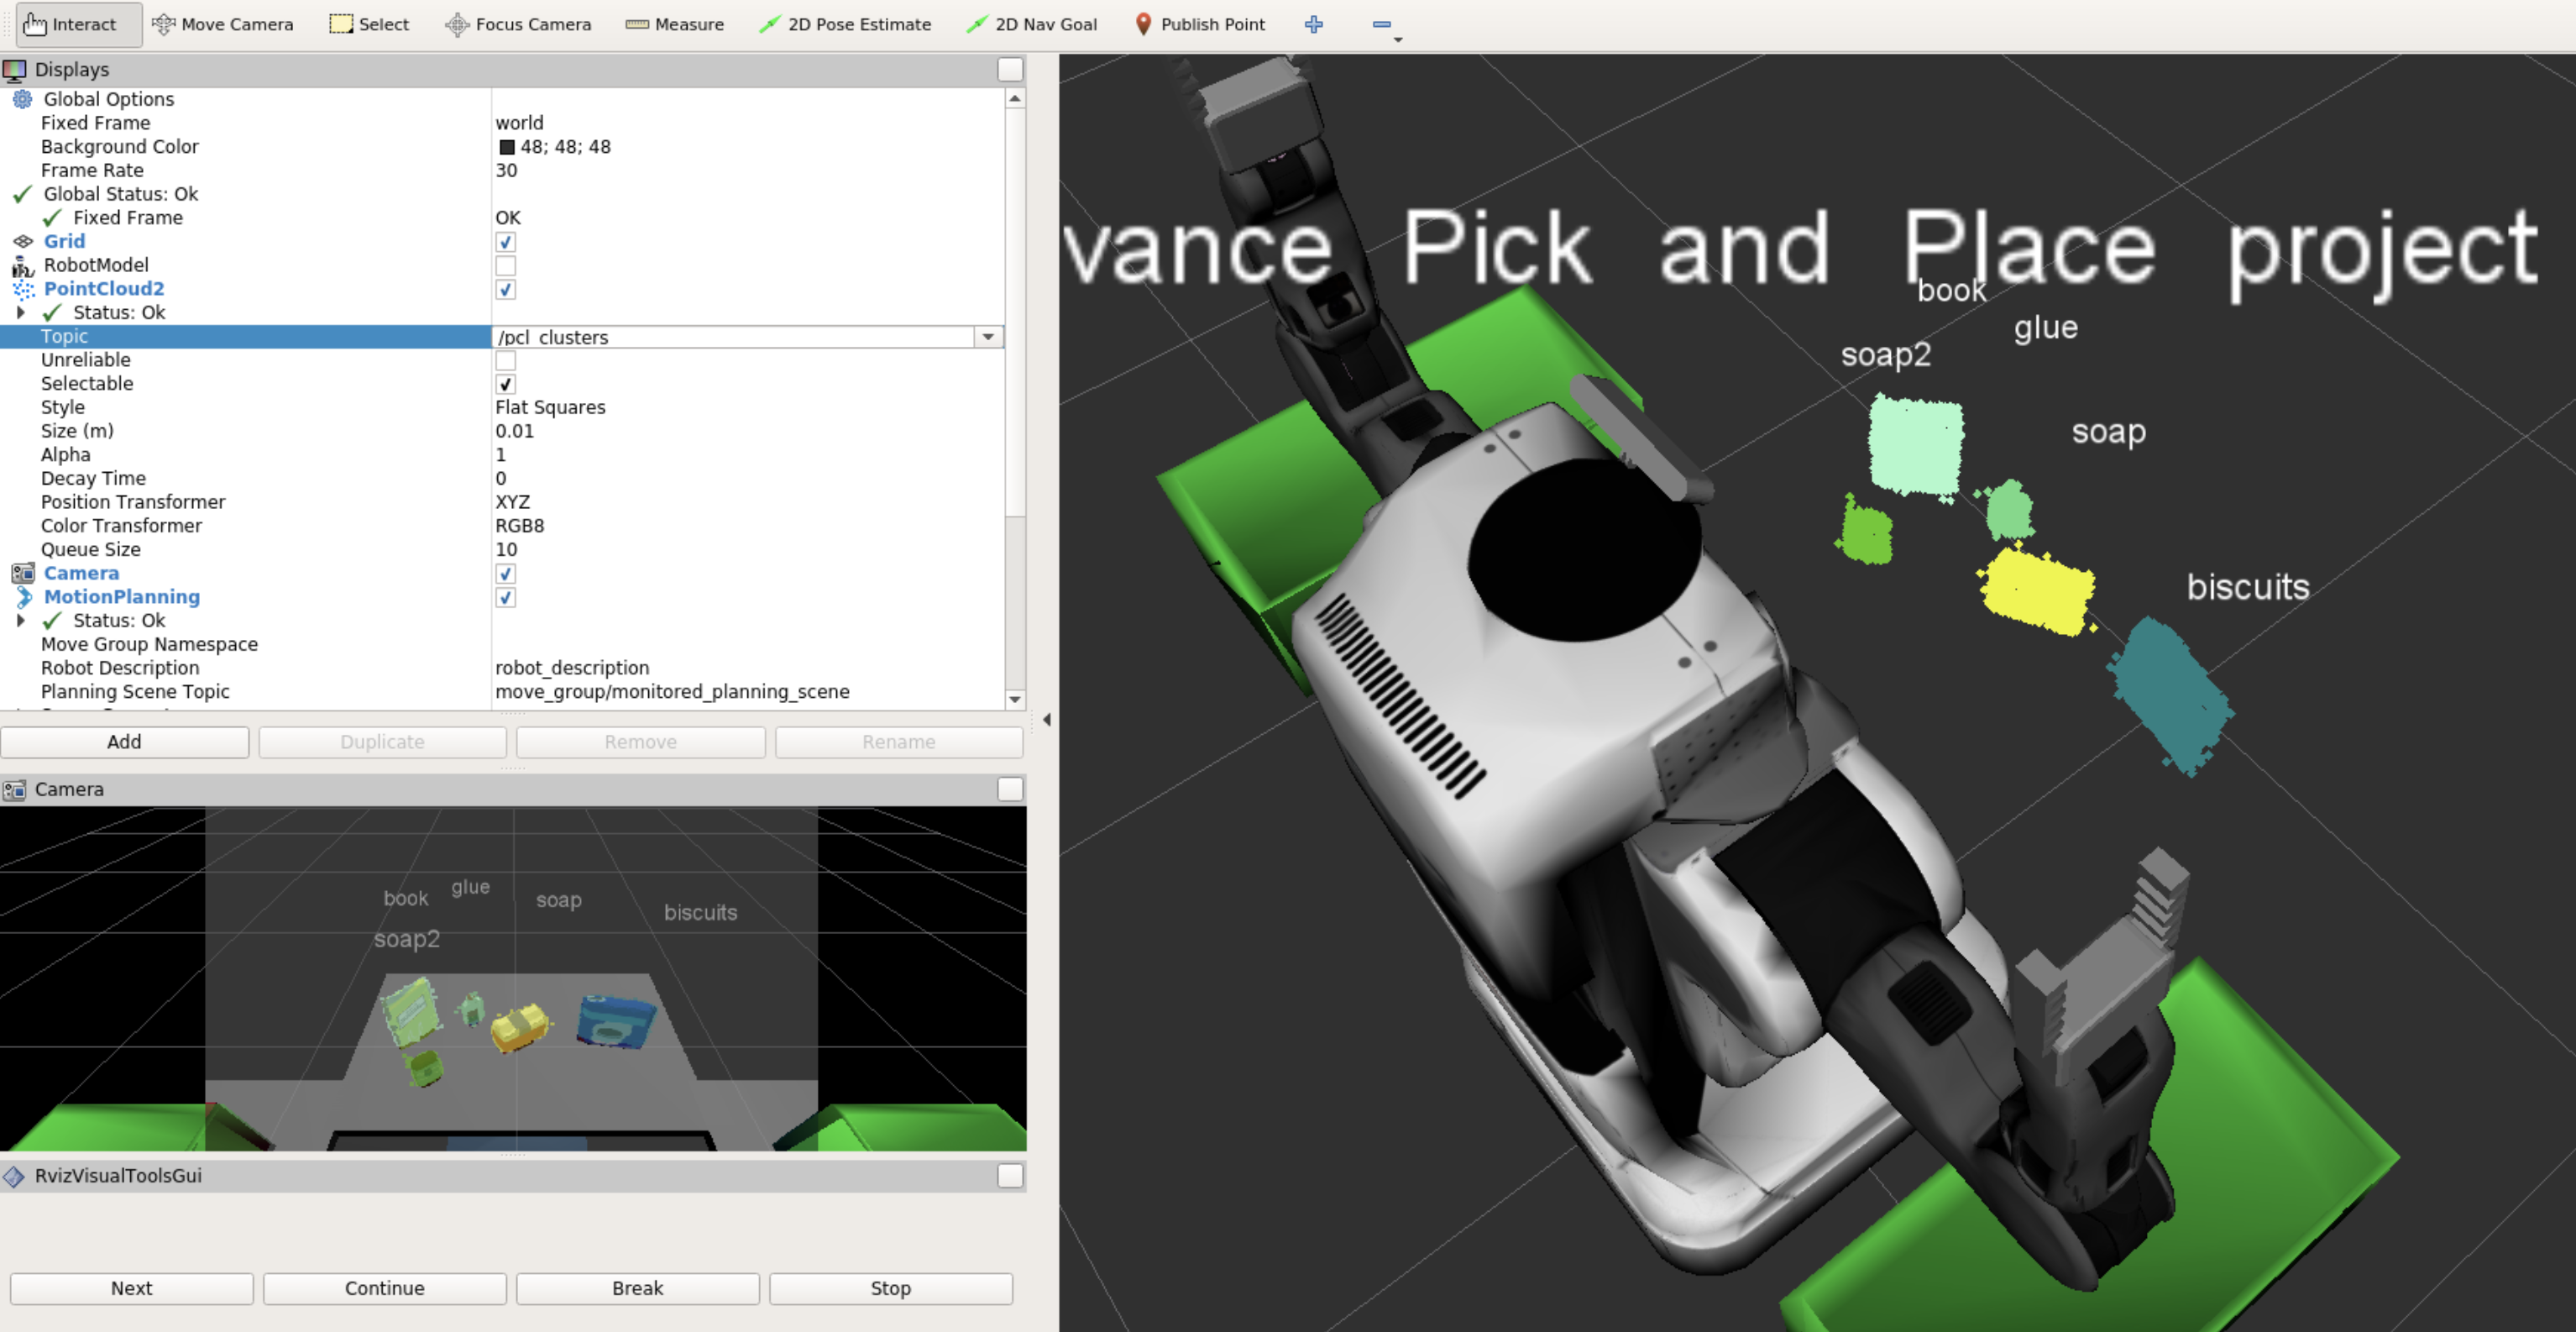 Interact Move Camera Select Focus Camera Measure 2D Pose Estimate 2D Nav Goal Publish Point
Displays
Global Options
Fixed Frame world
Background Color 48; 48; 48
Frame Rate 30
Global Status: Ok
Fixed Frame OK
Grid
RobotModel
PointCloud2
Status: Ok
Topic /pcl_clusters
Unreliable
Selectable
Style Flat Squares
Size (m) 0.01
Alpha 1
Decay Time 0
Position Transformer XYZ
Color Transformer RGB8
Queue Size 10
Camera
MotionPlanning
Status: Ok
Move Group Namespace
Robot Description robot_description
Planning Scene Topic move_group/monitored_planning_scene
Add Duplicate Remove Rename
Camera
glue
book soap
biscuits
soap2
RvizVisualToolsGui
Next Continue Break Stop
vance Pick and Place project
book
glue
soap2
soap
biscuits